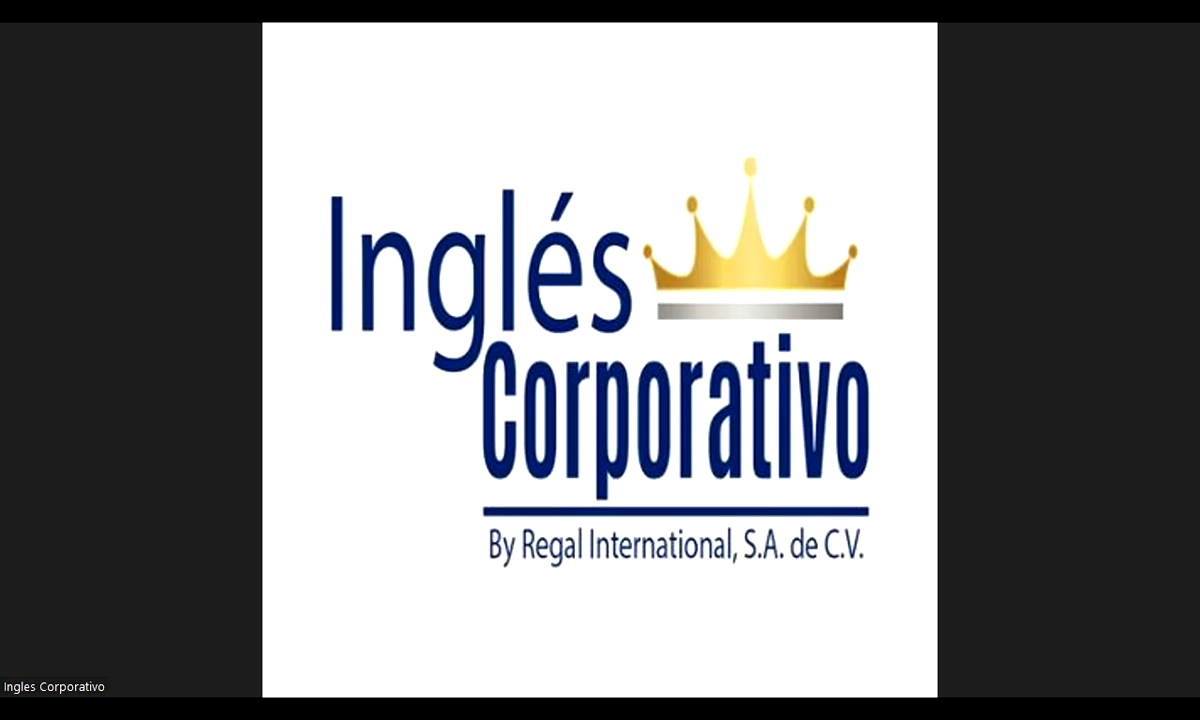 Inglés
Corporativo
By Regal International, S.A. de C.V.
Ingles Corporativo